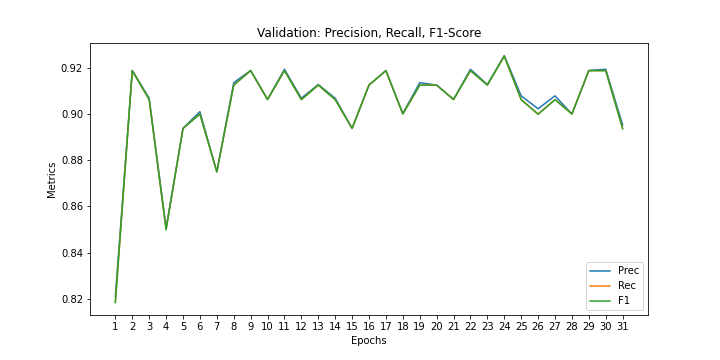 Validation: Precision, Recall, F1-Score
Metrics
0.92
0.90
0.88
0.86
0.84
0.82
Prec
Rec
F1
1 2 3 4 5 6 7 8 9 10 11 12 13 14 15 16 17 18 19 20 21 22 23 24 25 26 27 28 29 30 31
Epochs